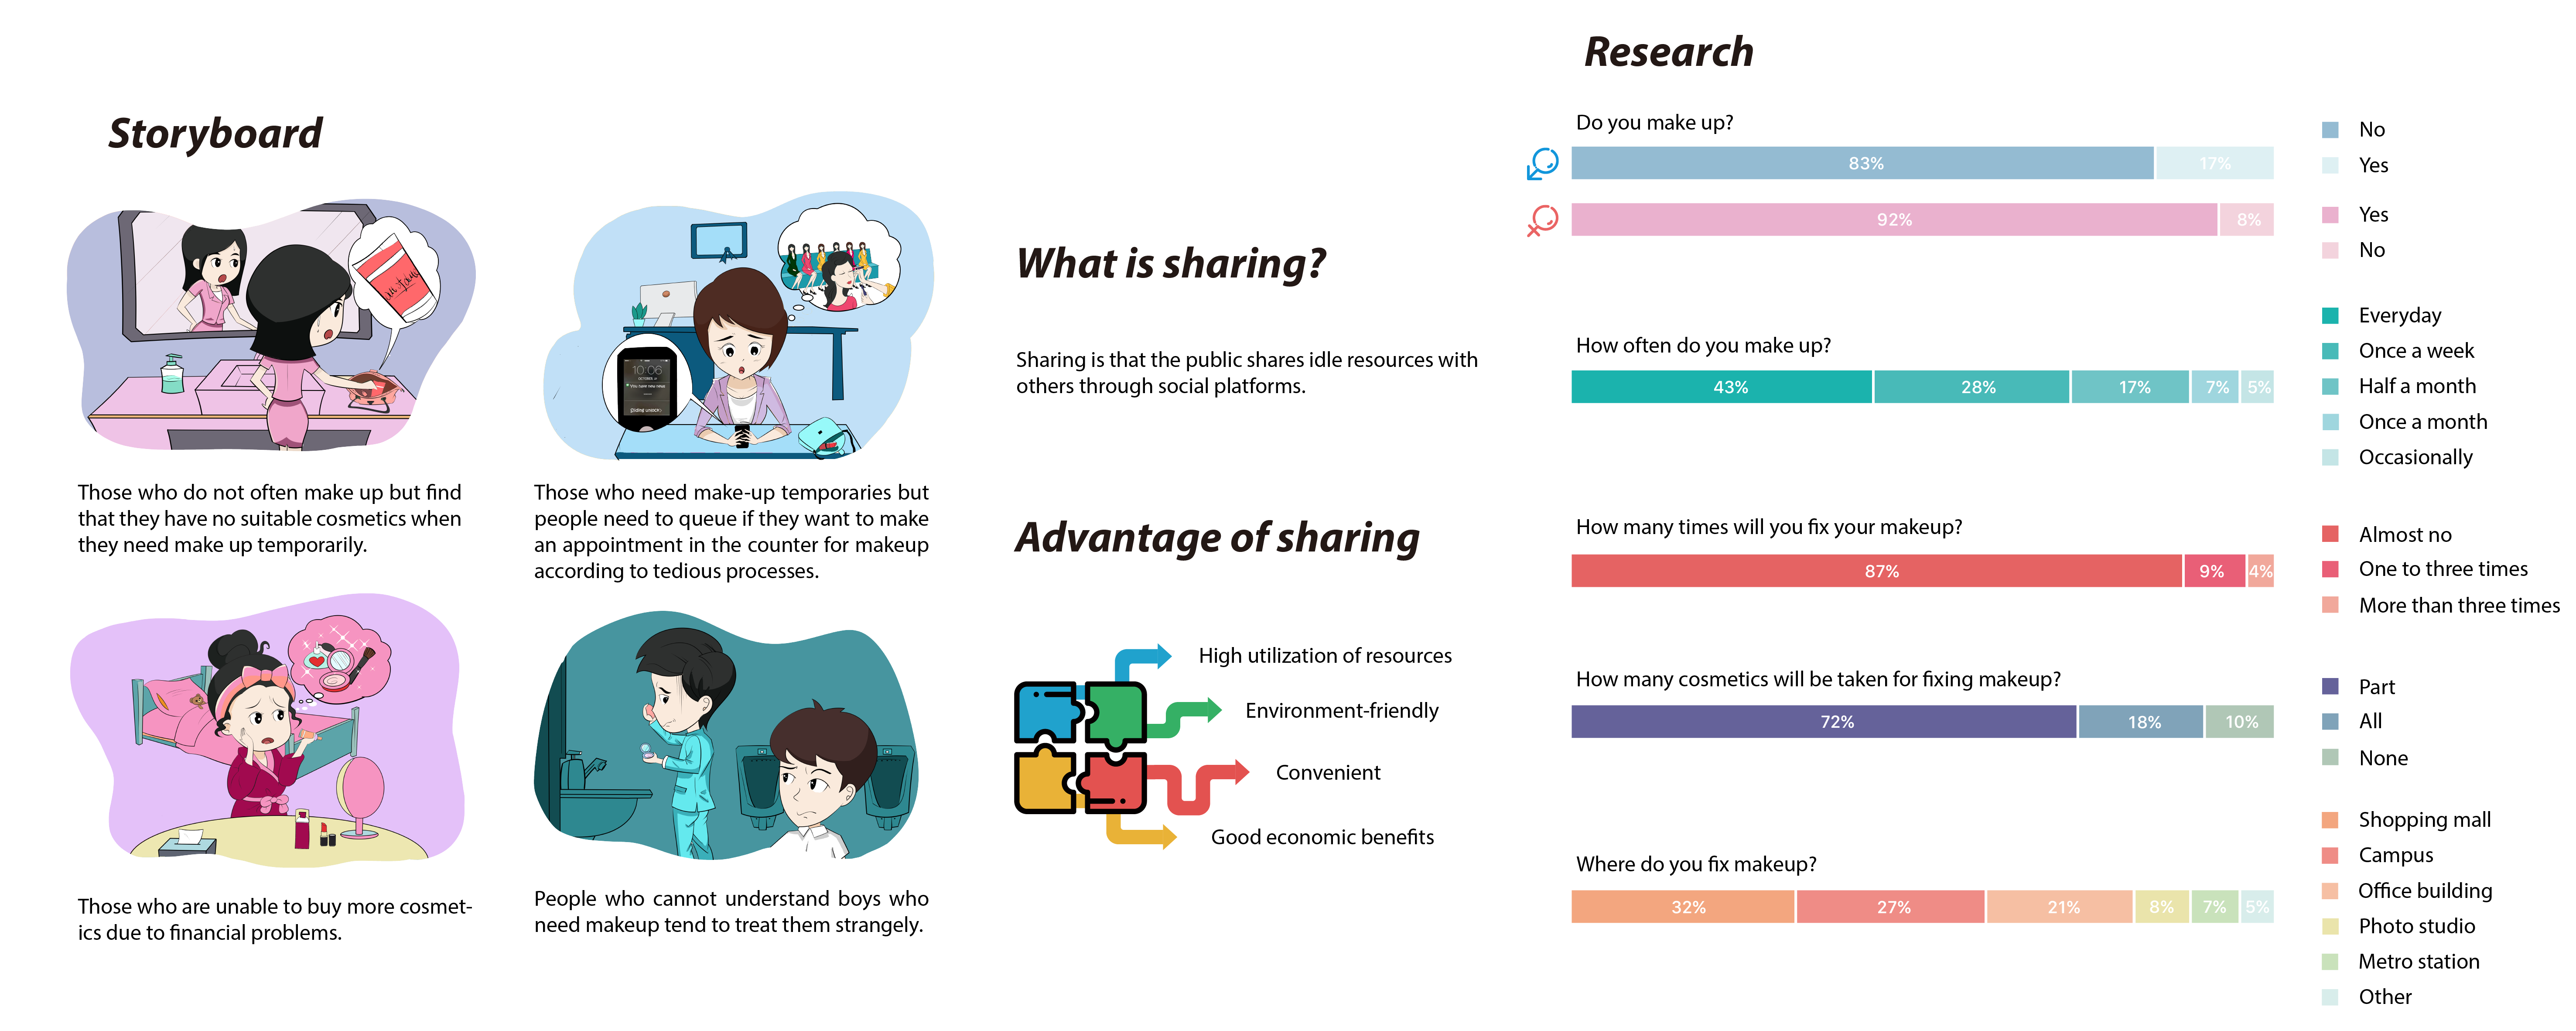 Storyboard
10:06
You have new news
Those who do not often make up but find
that they have no suitable cosmetics when
they need make up temporarily.
Those who need make-up temporaries but
people need to queue if they want to make
an appointment in the counter for makeup
according to tedious processes.
Those who are unable to buy more cosmet-
ics due to financial problems.
People who cannot understand boys who
need makeup tend to treat them strangely.
What is sharing?
Sharing is that the public shares idle resources with
others through social platforms.
Advantage of sharing
High utilization of resources
Environment-friendly
Convenient
Good economic benefits
Research
Do you make up?
83% 17%
92% 8%
No
Yes
Yes
No
How often do you make up?
43% 28% 17% 7% 5%
Everyday
Once a week
Half a month
Once a month
Occasionally
How many times will you fix your makeup?
87% 9% 4%
Almost no
One to three times
More than three times
How many cosmetics will be taken for fixing makeup?
72% 18% 10%
Part
All
None
Where do you fix makeup?
32% 27% 21% 8% 7% 5%
Shopping mall
Campus
Office building
Photo studio
Metro station
Other